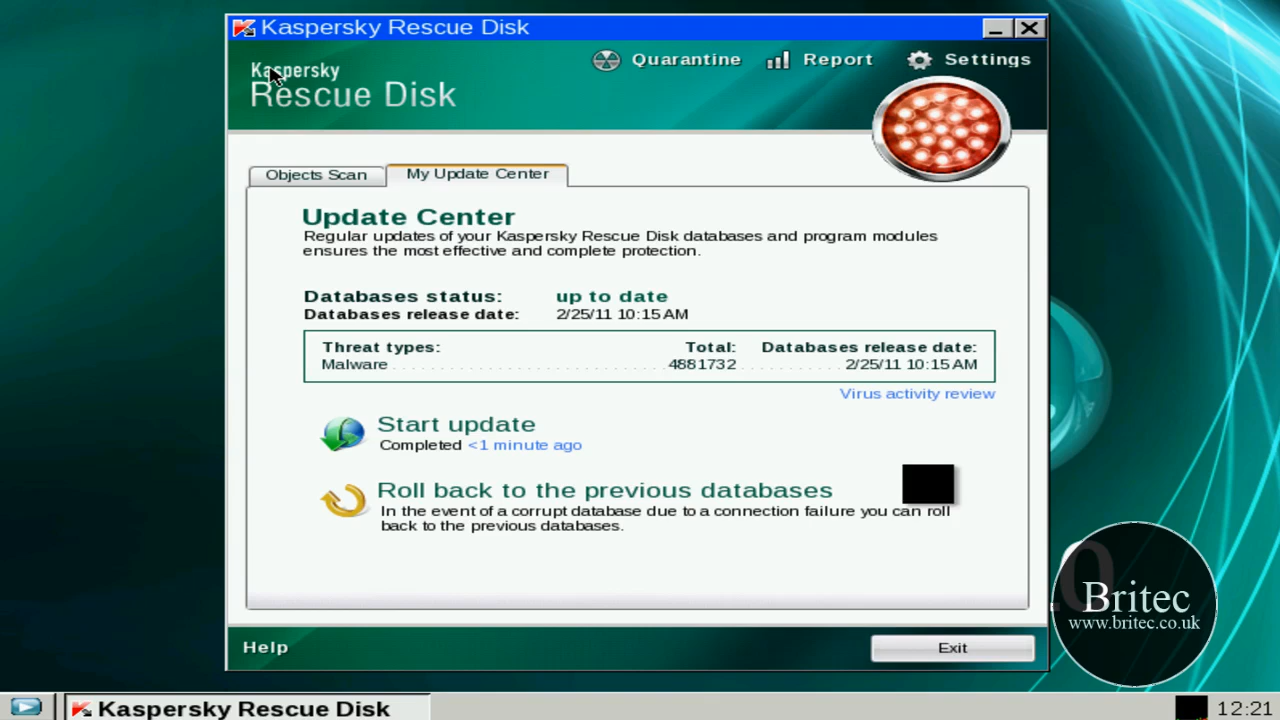 Kaspersky Rescue Disk
Quarantine
Report
Settings
Kaspersky
Rescue Disk
Objects Scan
My Update Center
Update Center
Regular updates of your Kaspersky Rescue Disk databases and program modules
ensures the most effective and complete protection.
Databases status: up to date
Databases release date: 2/25/11 10:15 AM
Threat types: Total: Databases release date:
Malware 4881732 2/25/11 10:15 AM
Virus activity review
Start update
Completed <1 minute ago
Roll back to the previous databases
In the event of a corrupt database due to a connection failure you can roll
back to the previous databases.
Britec
www.britec.co.uk
Help
Exit
Kaspersky Rescue Disk
12:21